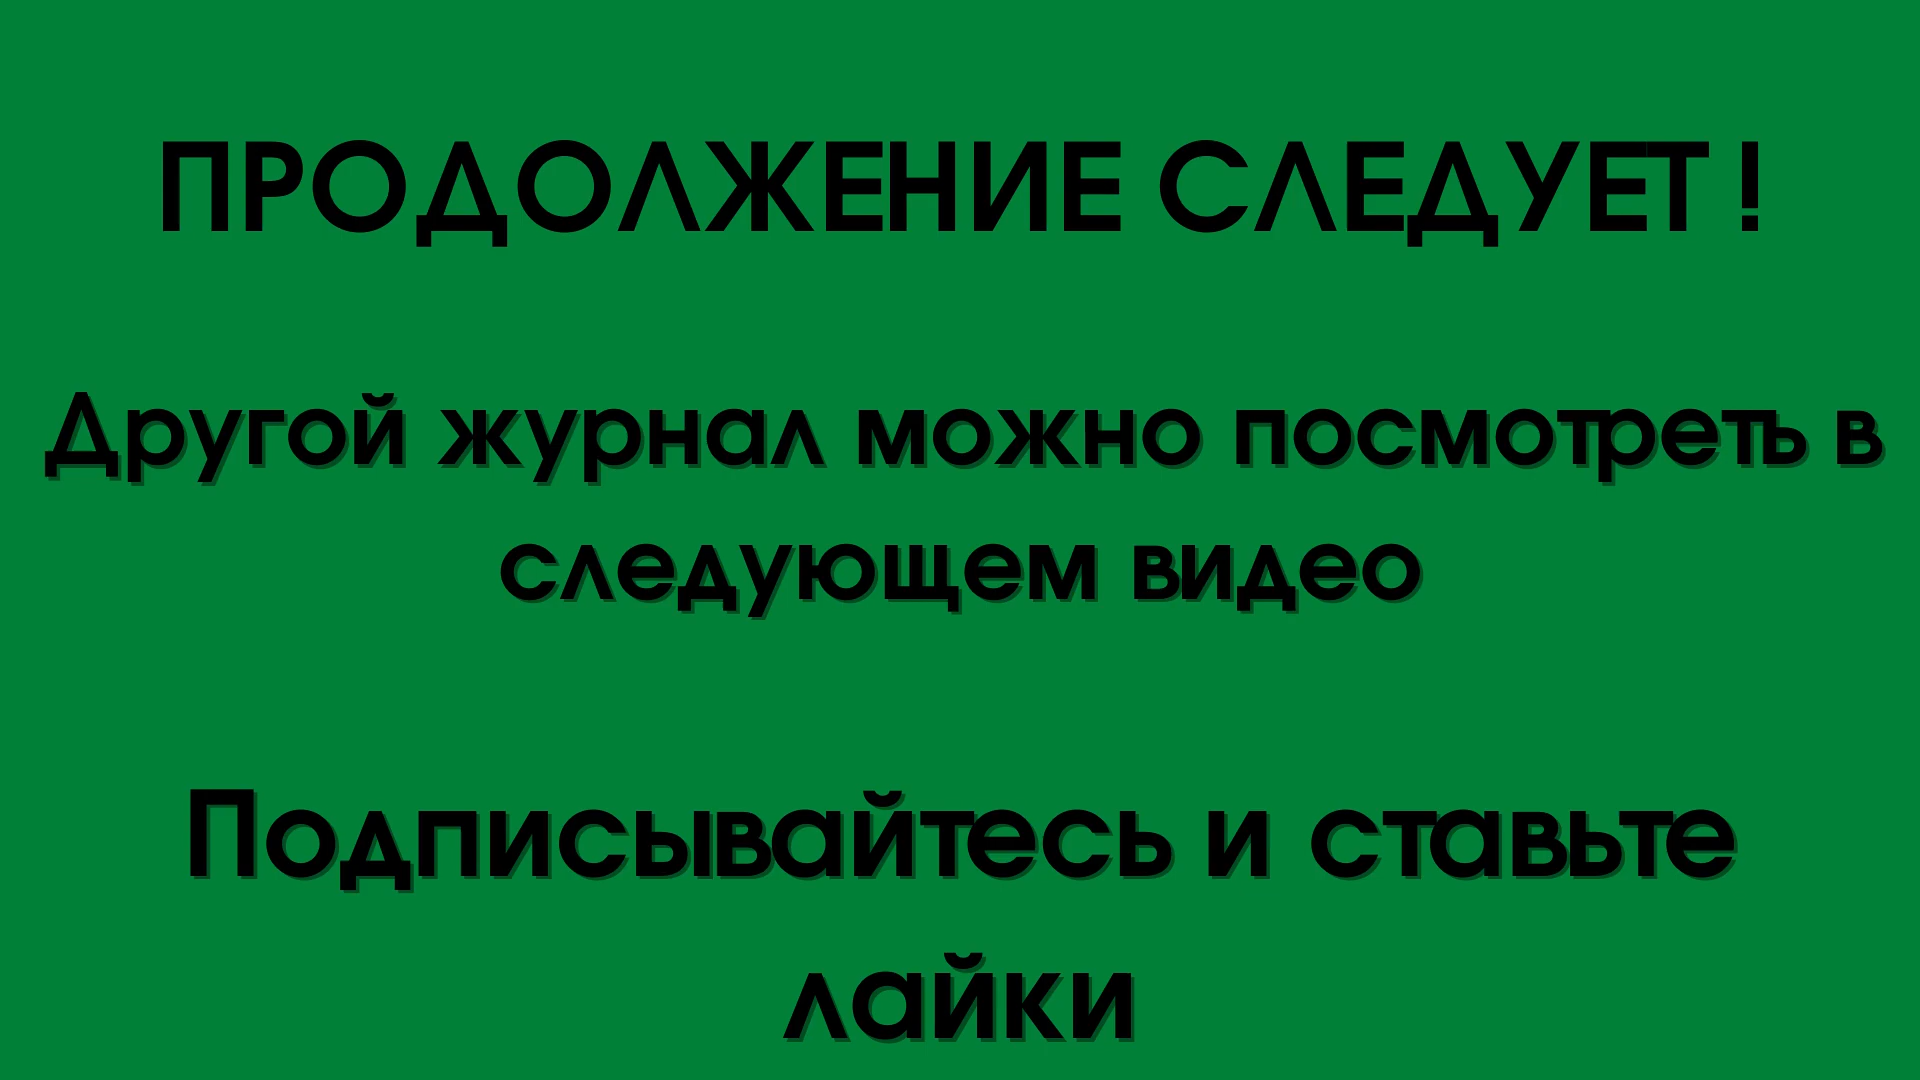 ПРОДОЛЖЕНИЕ СЛЕДУЕТ !
Другой журнал можно посмотреть в
следующем видео
Подписывайтесь и ставьте
лайки